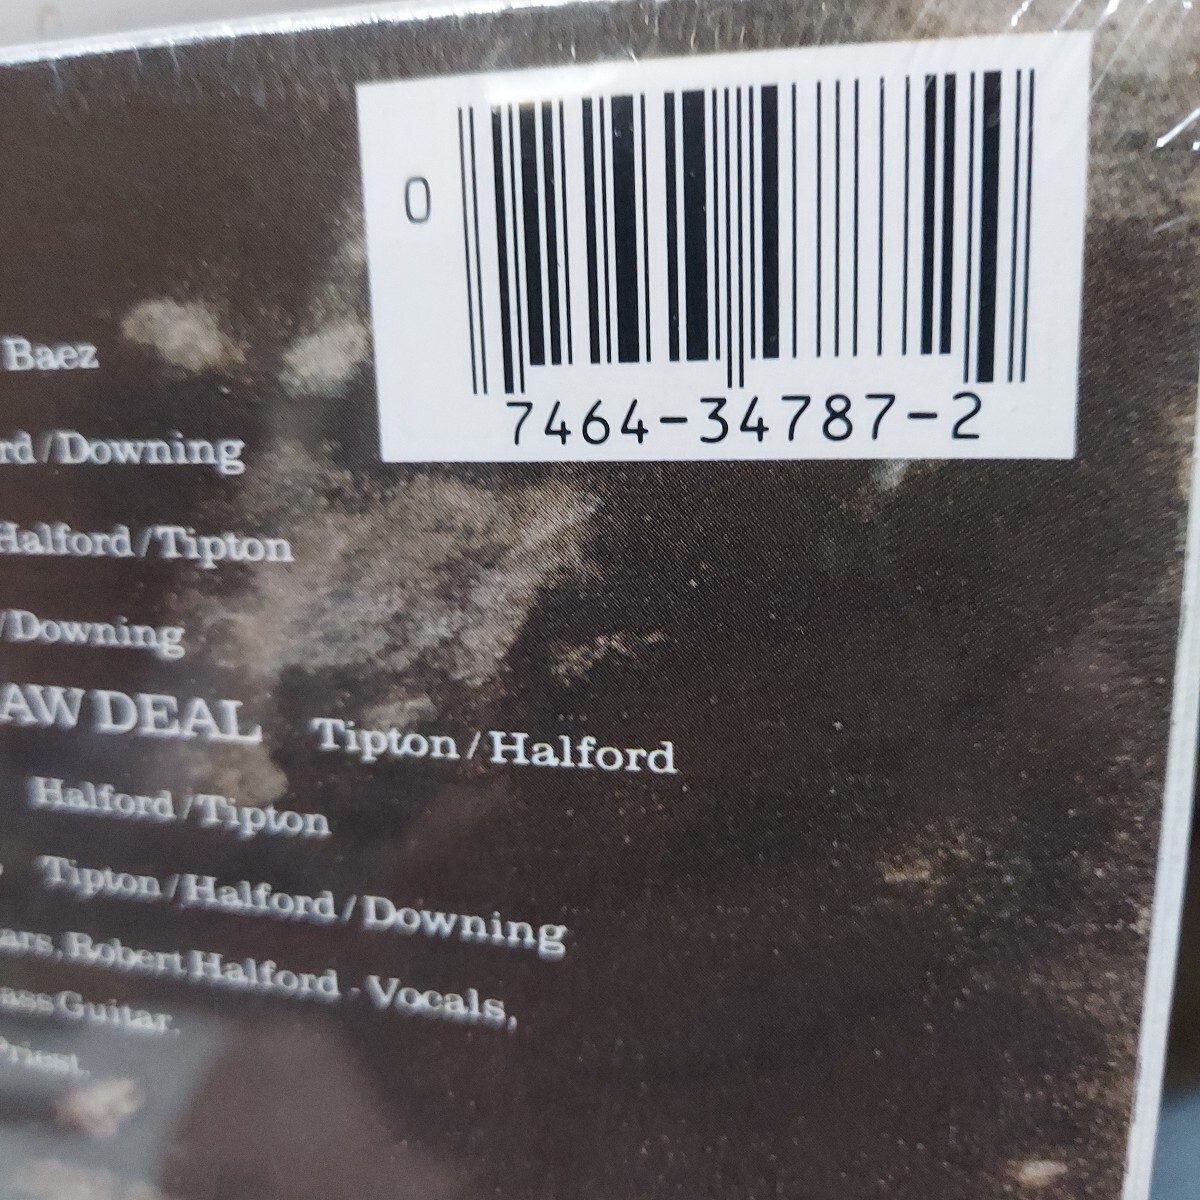 0
7464-34787-2
Baez
rd/Downing
Halford/Tipton
/Downing
AW DEAL Tipton/Halford
Halford/Tipton
Tipton/Halford/Downing
ars, Robert Halford - Vocals,
ass Guitar.
Priest.